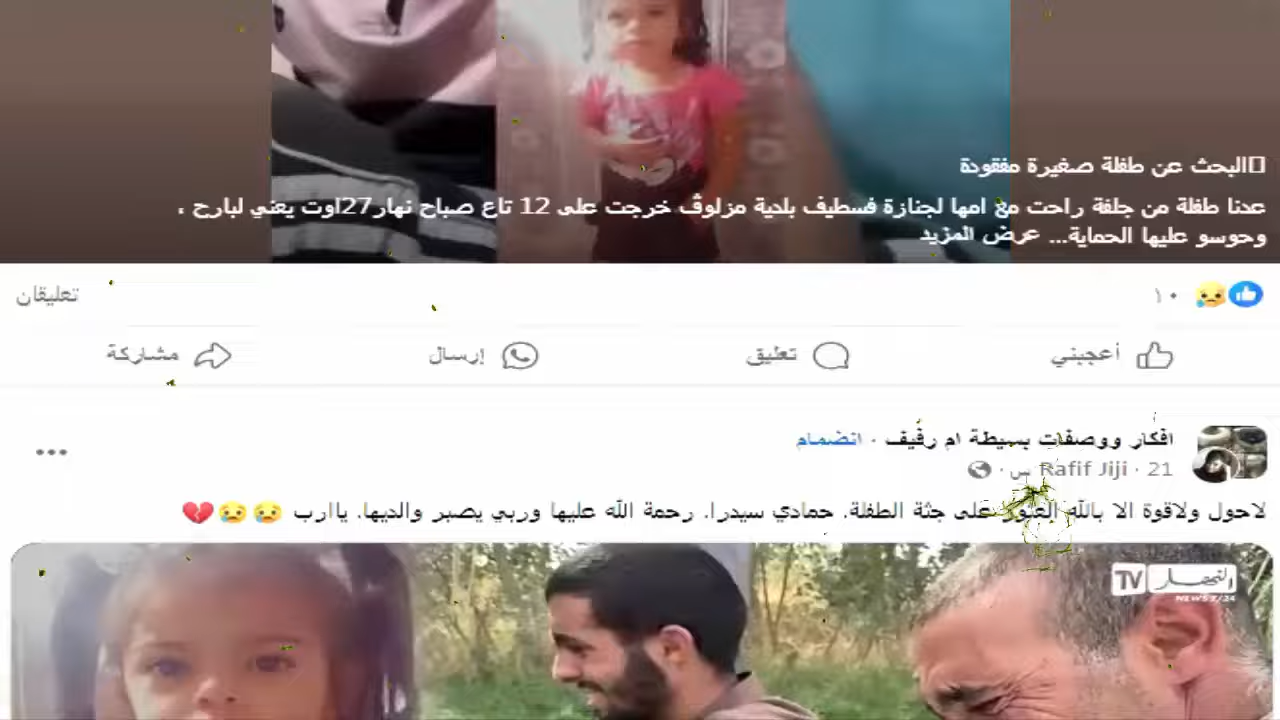 البحث عن طفلة صغيرة مفقودة
عدنا طفلة من جلفة راحت مع امها لجنازة فسطيف بلدية مزلوڨ خرجت على 12 تاع صباح نهار27اوت يعني لبارح ،
وحوسو عليها الحماية... عرض المزيد
١٠
تعليقان
أعجبني
تعليق
إرسال
مشاركة
افكار ووصفات بسيطة ام رفيف · انضمام
Rafif Jiji · 21 س ·
لاحول ولاقوة الا بالله العثور على جثة الطفلة. حمادي سيدرا. رحمة الله عليها وربي يصبر والديها. يارب 😥😥💔
النهار TV
NEWS 7/24